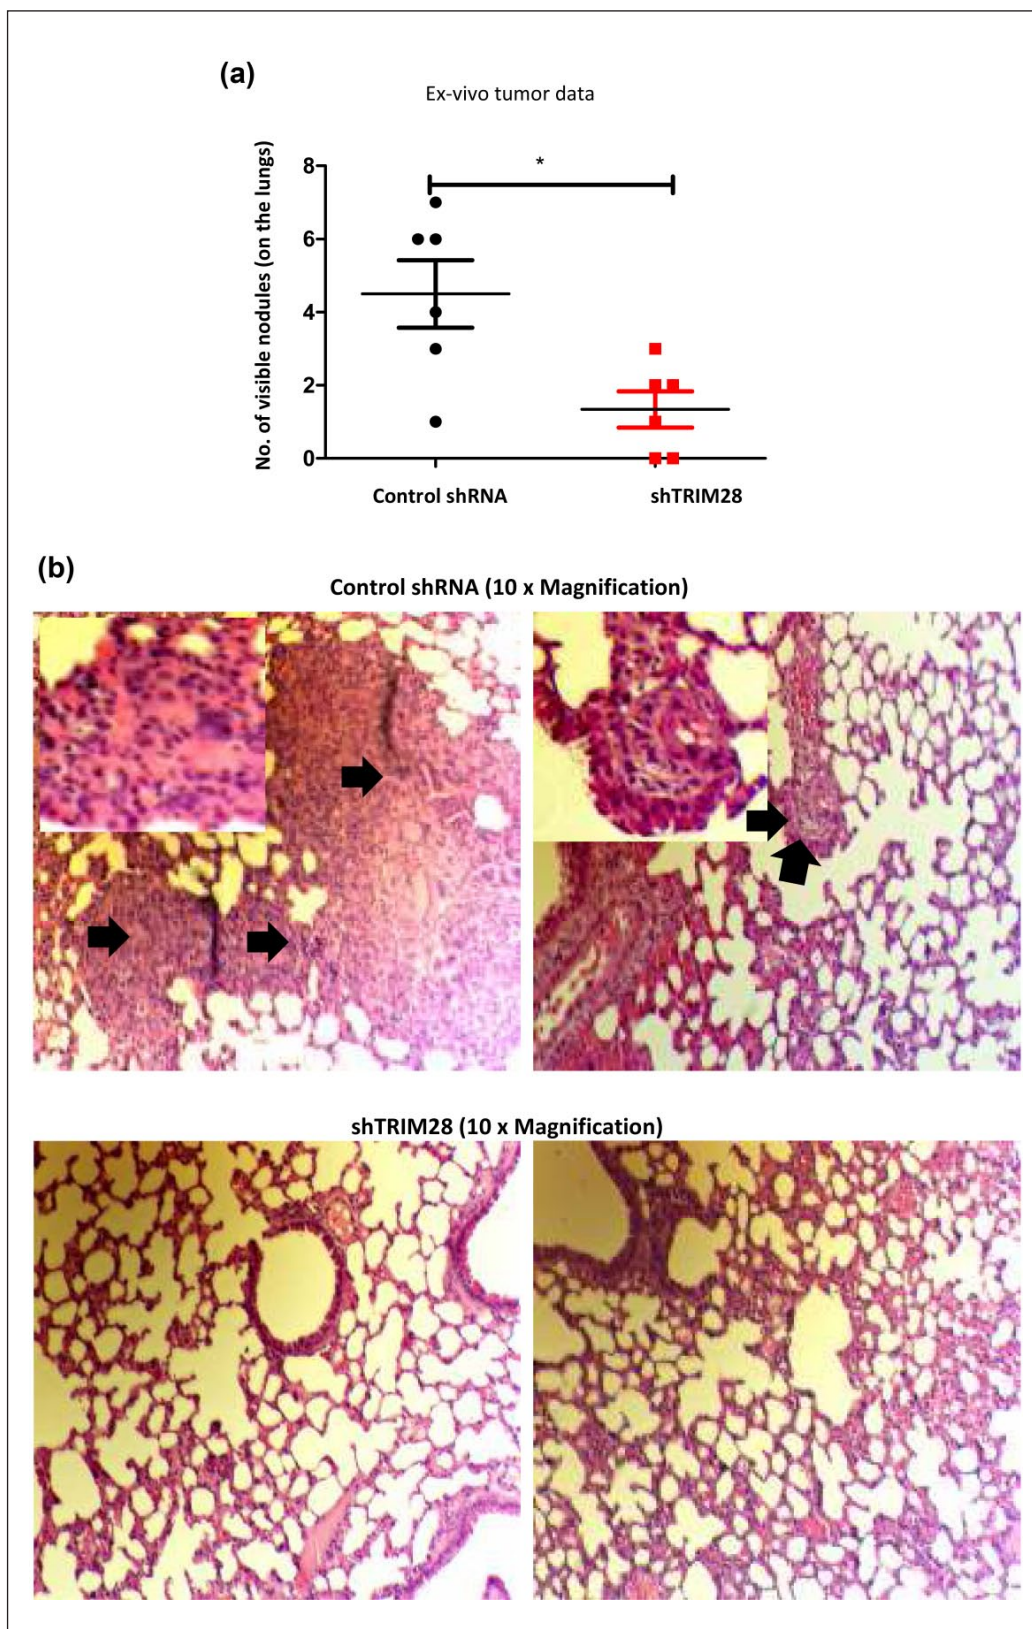 (a)
Ex-vivo tumor data
No. of visible nodules (on the lungs)
*
8
6
4
2
0
Control shRNA
shTRIM28
(b)
Control shRNA (10 x Magnification)
shTRIM28 (10 x Magnification)